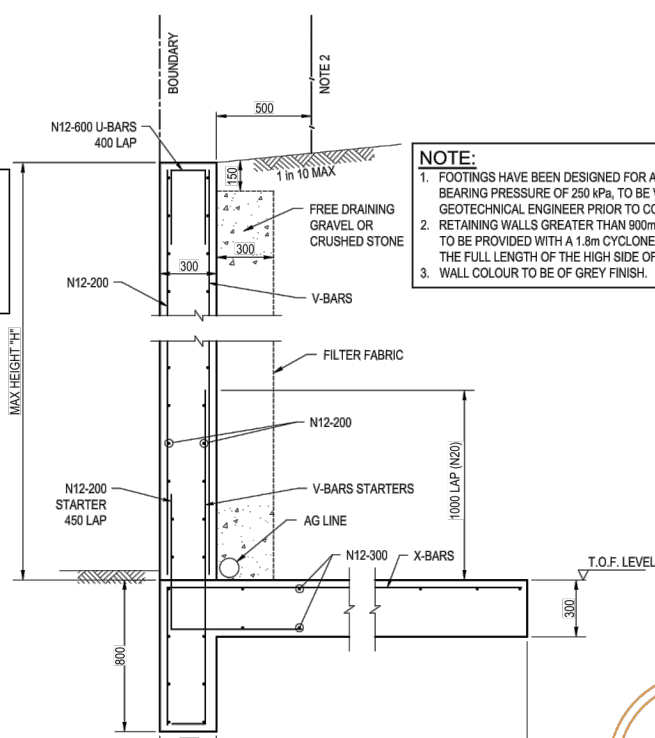 BOUNDARY
NOTE 2
500
N12-600 U-BARS
400 LAP
150
1 in 10 MAX
NOTE:
1. FOOTINGS HAVE BEEN DESIGNED FOR A
BEARING PRESSURE OF 250 kPa, TO BE
GEOTECHNICAL ENGINEER PRIOR TO
2. RETAINING WALLS GREATER THAN 900m
TO BE PROVIDED WITH A 1.8m CYCLONE
THE FULL LENGTH OF THE HIGH SIDE OF
3. WALL COLOUR TO BE OF GREY FINISH.
FREE DRAINING
GRAVEL OR
CRUSHED STONE
300
300
N12-200
V-BARS
MAX HEIGHT "H"
FILTER FABRIC
N12-200
1000 LAP (N20)
N12-200
STARTER
450 LAP
V-BARS STARTERS
AG LINE
N12-300
X-BARS
T.O.F. LEVEL
300
800